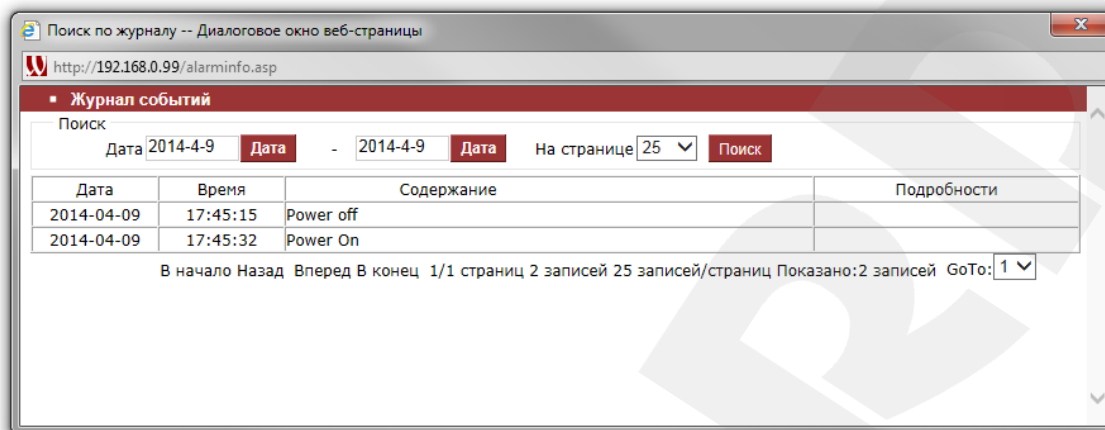 Поиск по журналу -- Диалоговое окно веб-страницы
http://192.168.0.99/alarminfo.asp
Журнал событий
Поиск
Дата 2014-4-9 Дата - 2014-4-9 Дата На странице 25 Поиск
Дата Время Содержание Подробности
2014-04-09 17:45:15 Power off
2014-04-09 17:45:32 Power On
В начало Назад Вперед В конец 1/1 страниц 2 записей 25 записей/страниц Показано:2 записей GoTo: 1